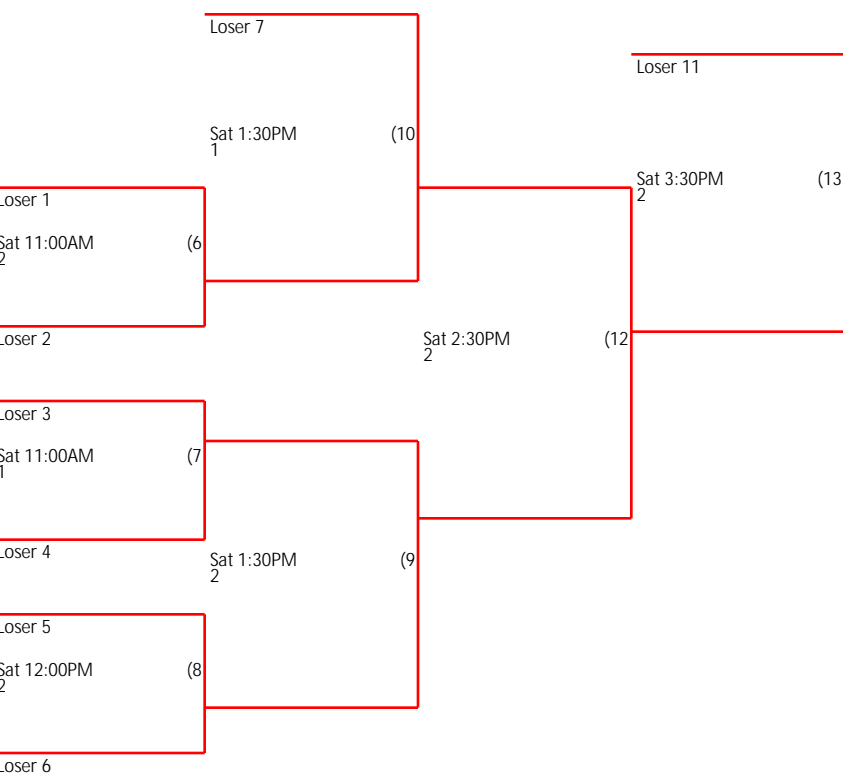 Loser 7
Loser 11
Sat 1:30PM (10
1
Sat 3:30PM (13
2
Loser 1
Sat 11:00AM (6
2
Loser 2
Sat 2:30PM (12
2
Loser 3
Sat 11:00AM (7
1
Loser 4
Sat 1:30PM (9
2
Loser 5
Sat 12:00PM (8
2
Loser 6